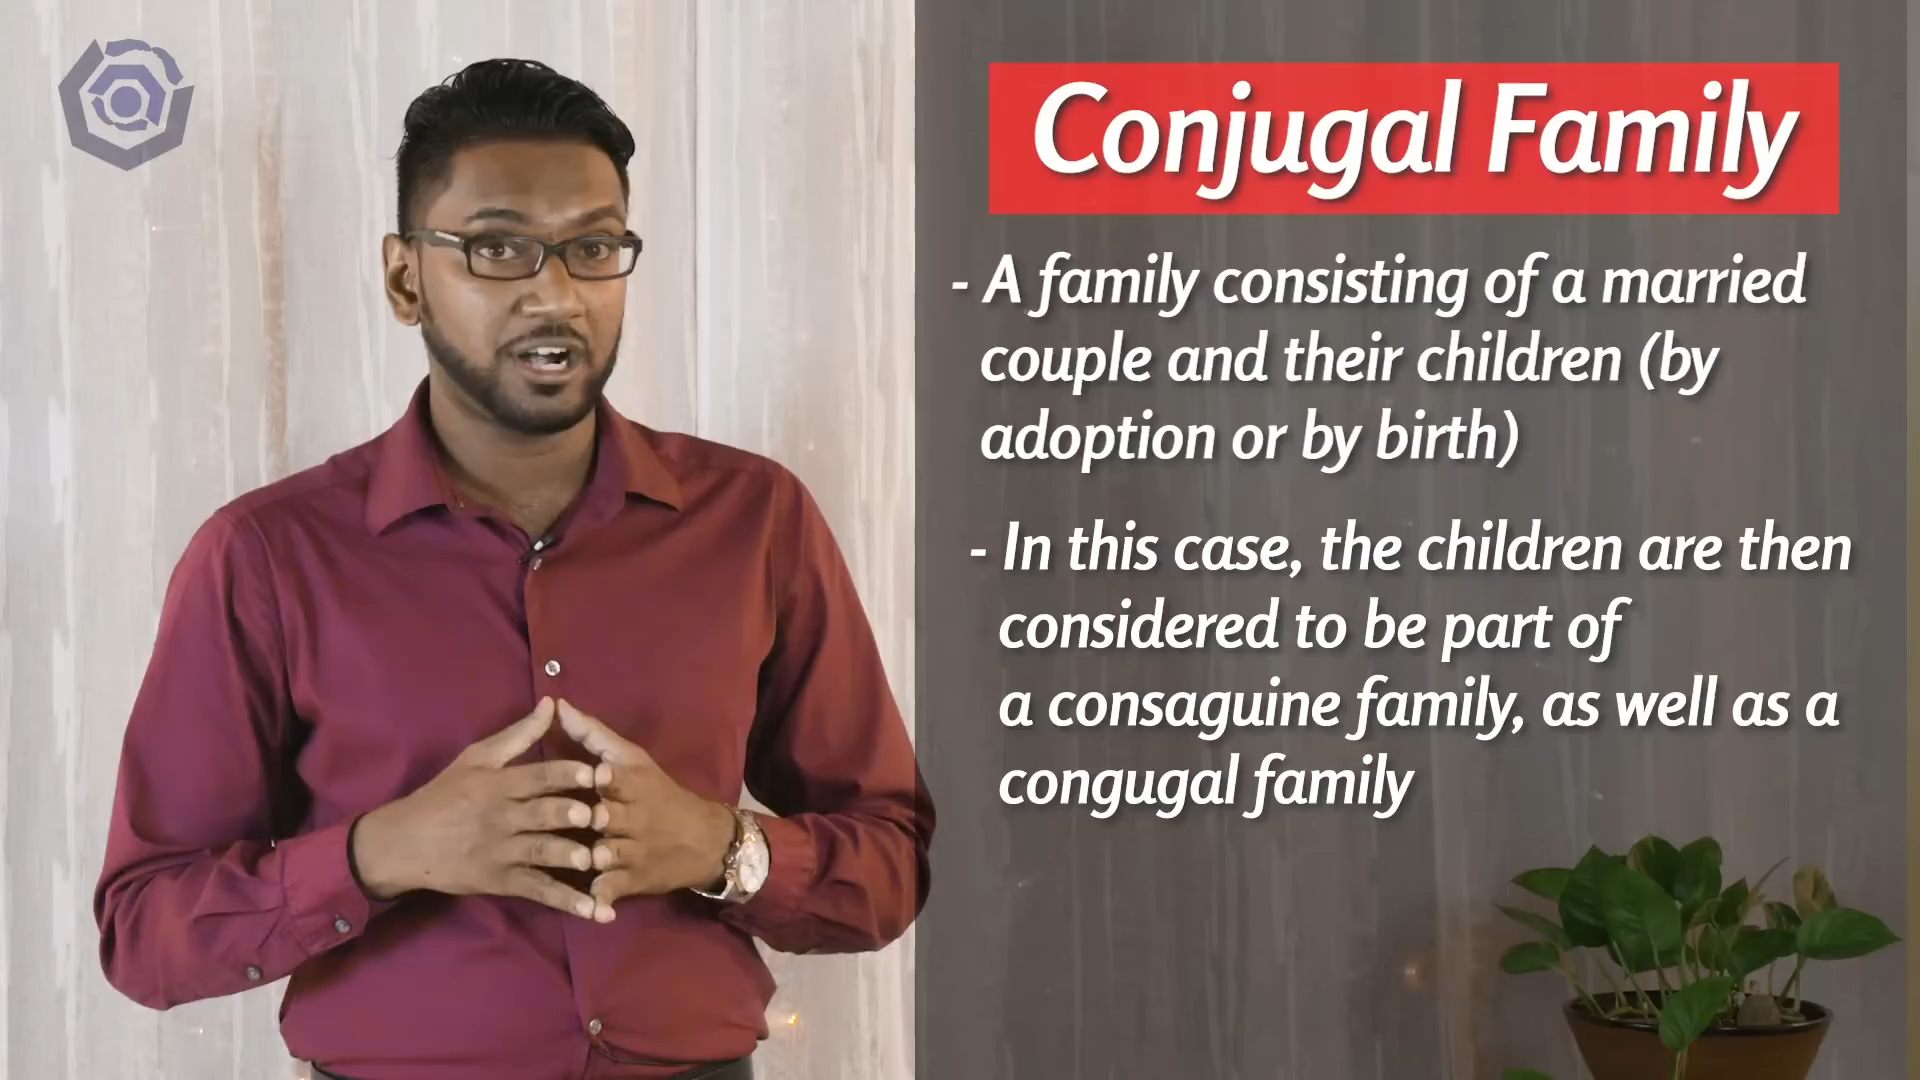 Conjugal Family
- A family consisting of a married
couple and their children (by
adoption or by birth)
- In this case, the children are then
considered to be part of
a consaguine family, as well as a
congugal family